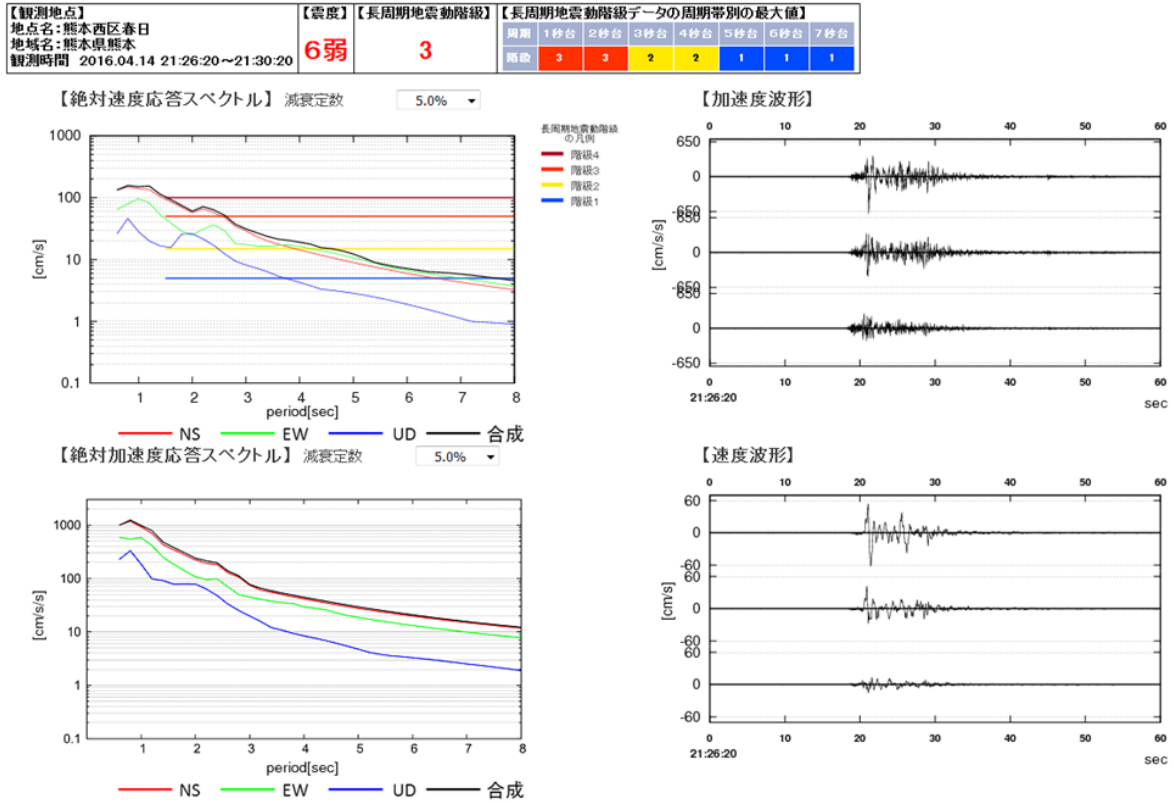 【観測地点】
地点名：熊本西区春日
地域名：熊本県熊本
観測時間 2016.04.14 21:26:20～21:30:20
【震度】
6弱
【長周期地震動階級】
3
【長周期地震動階級データの周期帯別の最大値】
周期 1秒台 2秒台 3秒台 4秒台 5秒台 6秒台 7秒台
階級 3 3 2 2 1 1 1
【絶対速度応答スペクトル】 減衰定数 5.0%
1000
100
10
1
0.1
[cm/s]
1 2 3 4 5 6 7 8
period[sec]
NS EW UD 合成
長周期地震動階級
の凡例
階級4
階級3
階級2
階級1
【加速度波形】
0 10 20 30 40 50 60
650
0
-650
650
0
-650
650
0
-650
[cm/s/s]
0 10 20 30 40 50 60
21:26:20
sec
【絶対加速度応答スペクトル】 減衰定数 5.0%
1000
100
10
1
0.1
[cm/s/s]
1 2 3 4 5 6 7 8
period[sec]
NS EW UD 合成
【速度波形】
0 10 20 30 40 50 60
60
0
-60
60
0
-60
60
0
-60
[cm/s]
0 10 20 30 40 50 60
21:26:20
sec